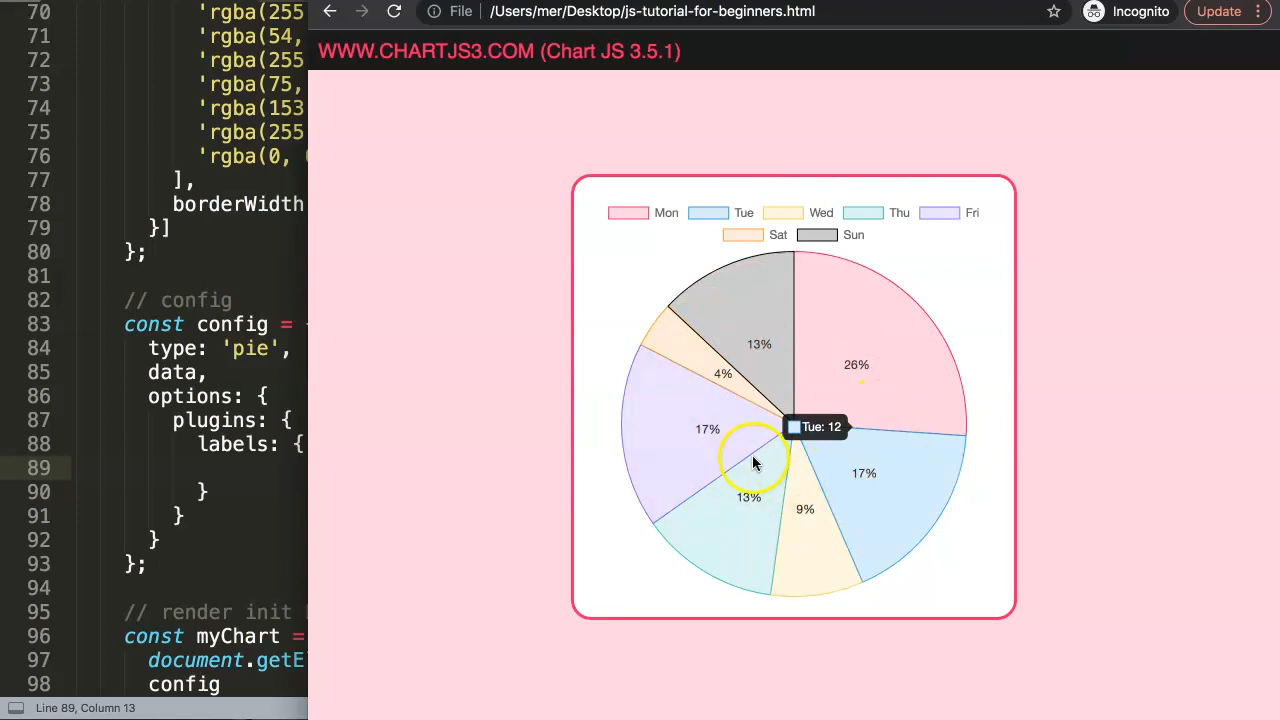 70 'rgba(255
71 'rgba(54,
72 'rgba(255
73 'rgba(75,
74 'rgba(153
75 'rgba(255
76 'rgba(0,
77 ],
78 borderWidth
79 }]
80 };
81
82 // config
83 const config =
84 type: 'pie',
85 data,
86 options: {
87 plugins: {
88 labels: {
89
90 }
91 }
92 }
93 };
94
95 // render init
96 const myChart =
97 document.getE
98 config
Line 89, Column 13
File /Users/mer/Desktop/js-tutorial-for-beginners.html Incognito Update
WWW.CHARTJS3.COM (Chart JS 3.5.1)
Mon Tue Wed Thu Fri
Sat Sun
13%
26%
4%
Tue: 12
17%
17%
13%
9%